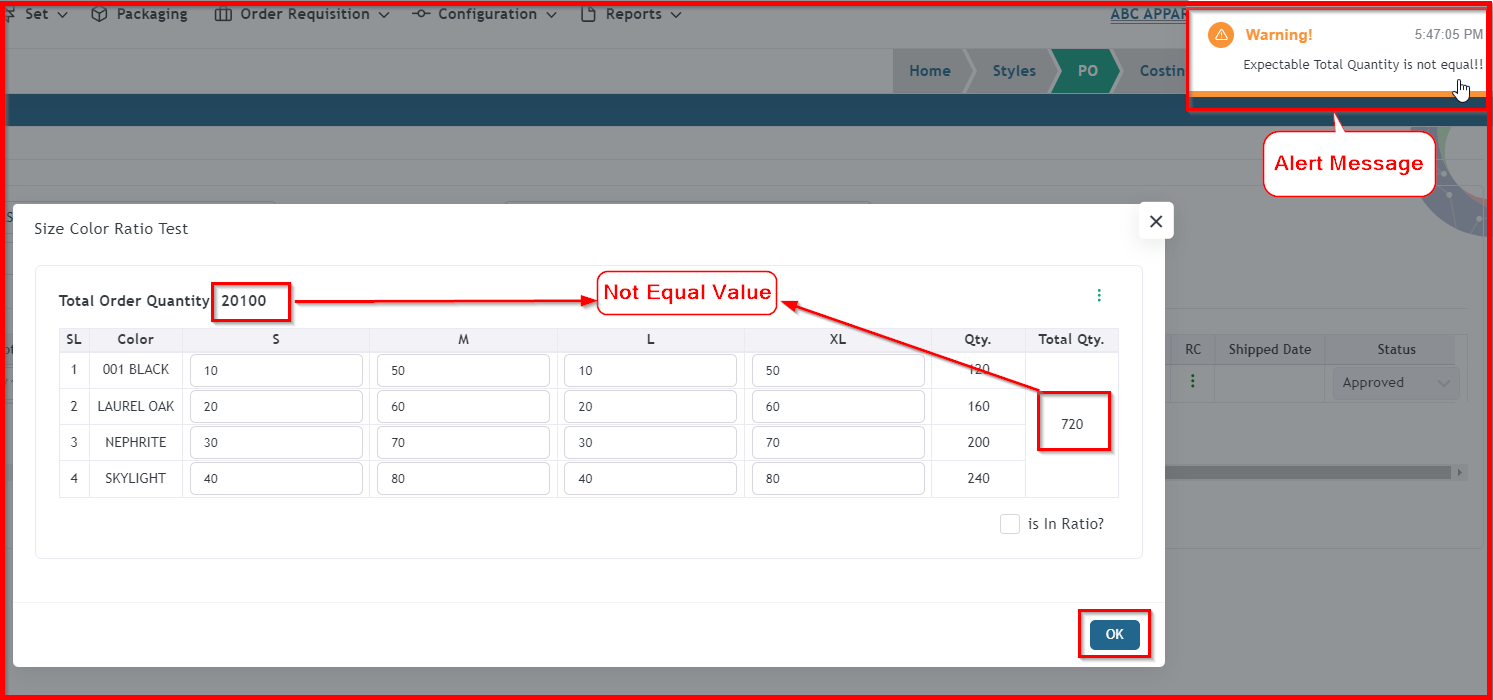 Set Packaging Order Requisition Configuration Reports ABC APPAR
Warning! 5:47:05 PM
Expectable Total Quantity is not equal!!
Home Styles PO Costin
Alert Message
Size Color Ratio Test
Total Order Quantity 20100
Not Equal Value
SL Color S M L XL Qty. Total Qty.
1 001 BLACK 10 50 10 50 120
2 LAUREL OAK 20 60 20 60 160
720
3 NEPHRITE 30 70 30 70 200
4 SKYLIGHT 40 80 40 80 240
RC Shipped Date Status
Approved
is In Ratio?
OK